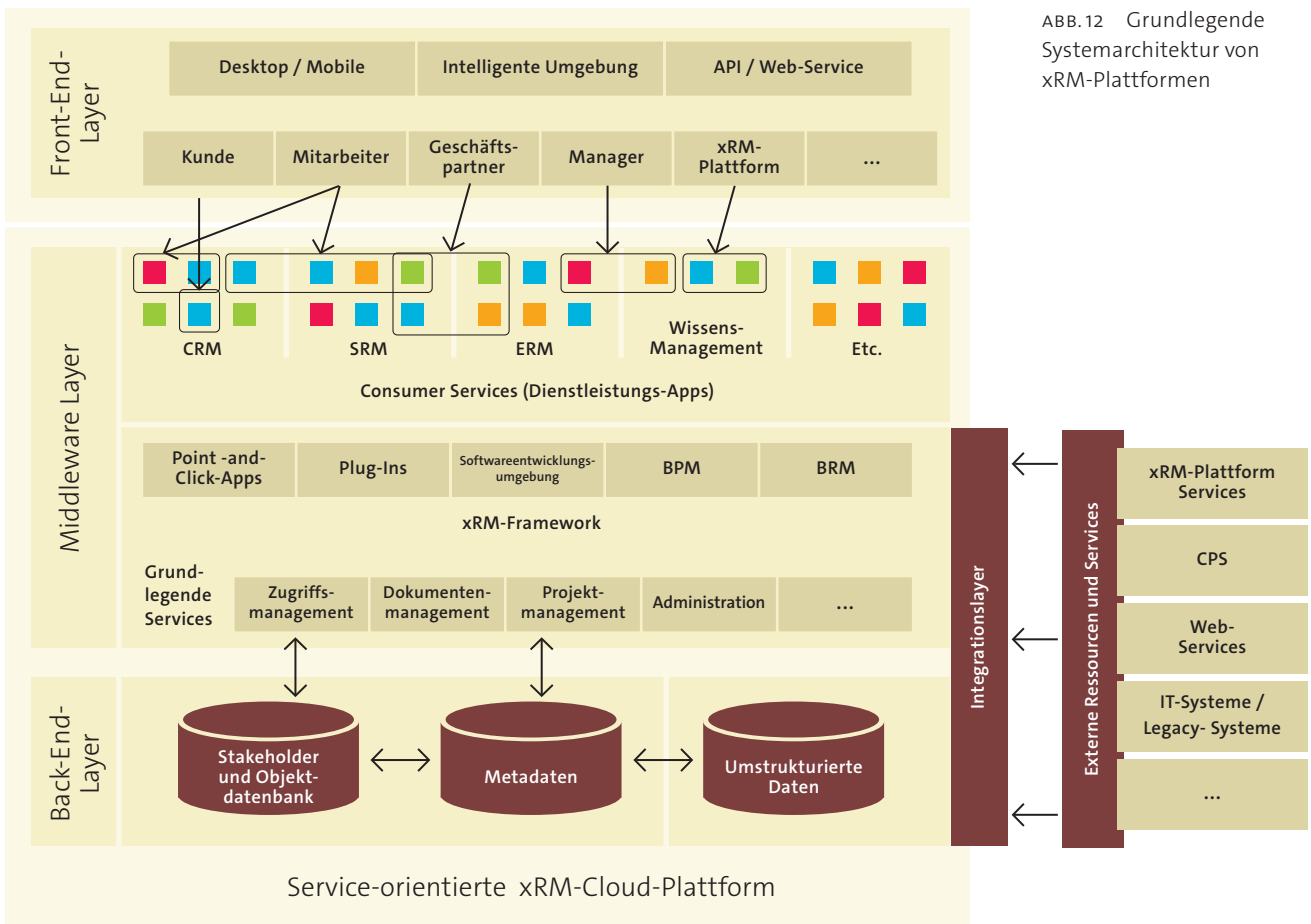 ABB. 12 Grundlegende
Systemarchitektur von
xRM-Plattformen
Front-End-
Layer
Desktop / Mobile
Intelligente Umgebung
API / Web-Service
Kunde
Mitarbeiter
Geschäfts-
partner
Manager
xRM-
Plattform
...
Middleware Layer
CRM
SRM
ERM
Wissens-
Management
Etc.
Consumer Services (Dienstleistungs-Apps)
Point -and-
Click-Apps
Plug-Ins
Softwareentwicklungs-
umgebung
BPM
BRM
xRM-Framework
Grund-
legende
Services
Zugriffs-
management
Dokumenten-
management
Projekt-
management
Administration
...
Back-End-
Layer
Stakeholder
und Objekt-
datenbank
Metadaten
Umstrukturierte
Daten
Integrationslayer
Externe Ressourcen und Services
xRM-Plattform
Services
CPS
Web-
Services
IT-Systeme /
Legacy- Systeme
...
Service-orientierte xRM-Cloud-Plattform